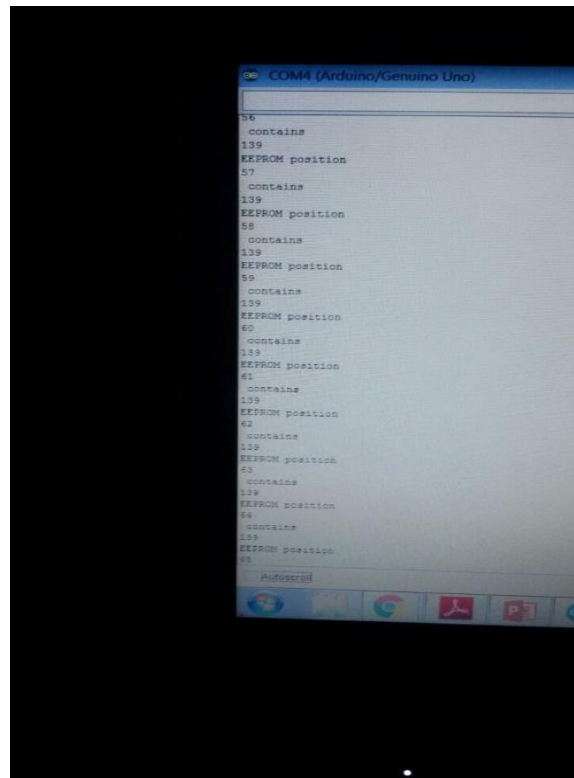 COM4 (Arduino/Genuino Uno)
56
contains
139
EEPROM position
57
contains
139
EEPROM position
58
contains
139
EEPROM position
59
contains
139
EEPROM position
60
contains
139
EEPROM position
61
contains
139
EEPROM position
62
contains
139
EEPROM position
63
contains
139
EEPROM position
64
contains
139
EEPROM position
65
Autoscroll